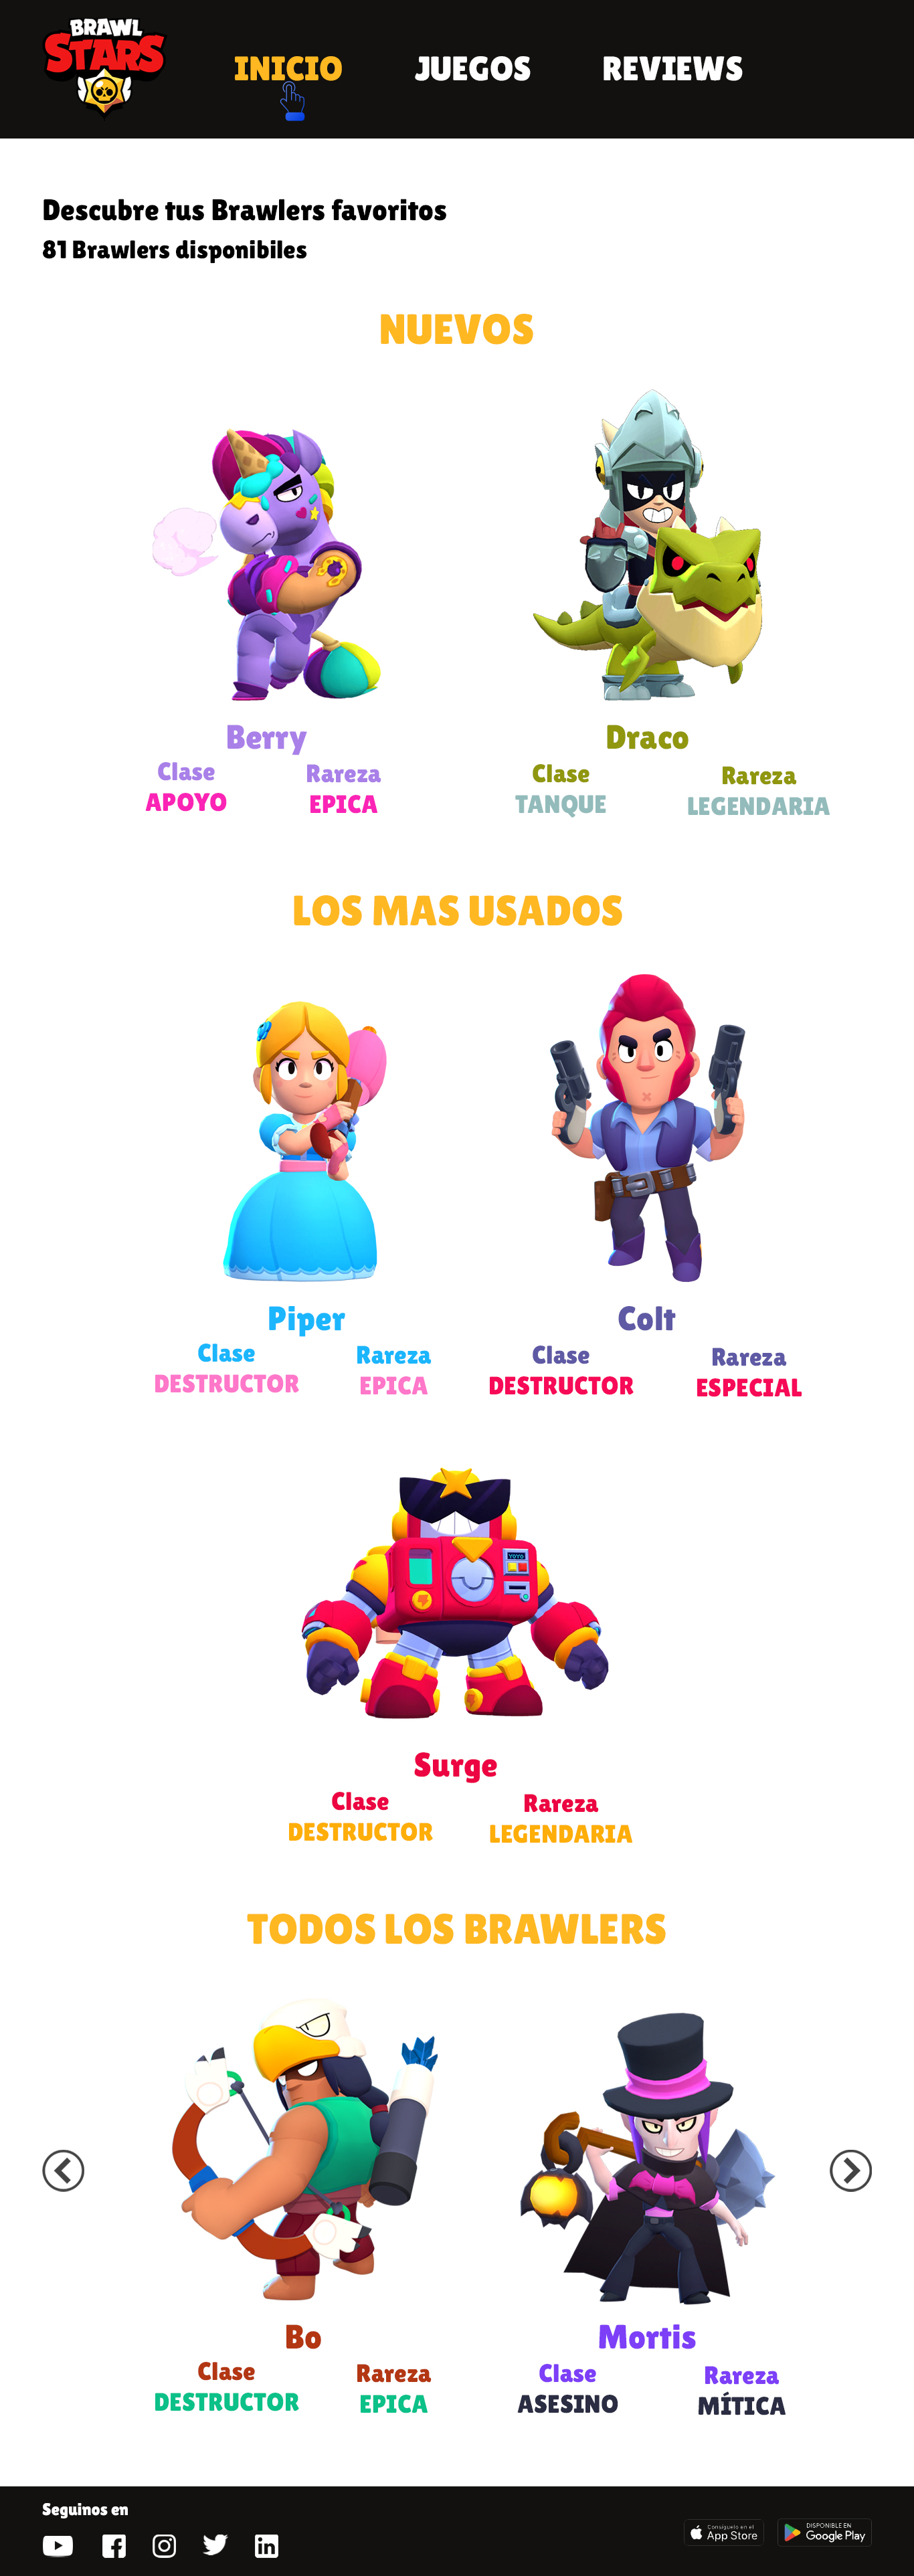 BRAWL
STARS
INICIO JUEGOS REVIEWS
Descubre tus Brawlers favoritos
81 Brawlers disponibiles
NUEVOS
Berry
Clase Rareza
APOYO EPICA
Draco
Clase Rareza
TANQUE LEGENDARIA
LOS MAS USADOS
Piper
Clase Rareza
DESTRUCTOR EPICA
Colt
Clase Rareza
DESTRUCTOR ESPECIAL
YOYO
Surge
Clase Rareza
DESTRUCTOR LEGENDARIA
TODOS LOS BRAWLERS
Bo
Clase Rareza
DESTRUCTOR EPICA
Mortis
Clase Rareza
ASESINO MÍTICA
Seguinos en
Consíguelo en el
App Store
DISPONIBLE EN
Google Play